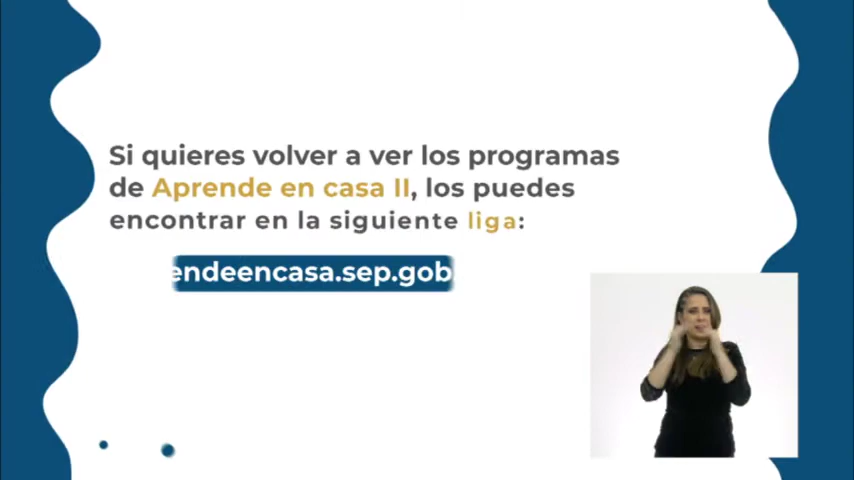 Si quieres volver a ver los programas
de Aprende en casa II, los puedes
encontrar en la siguiente liga:
endeencasa.sep.gob